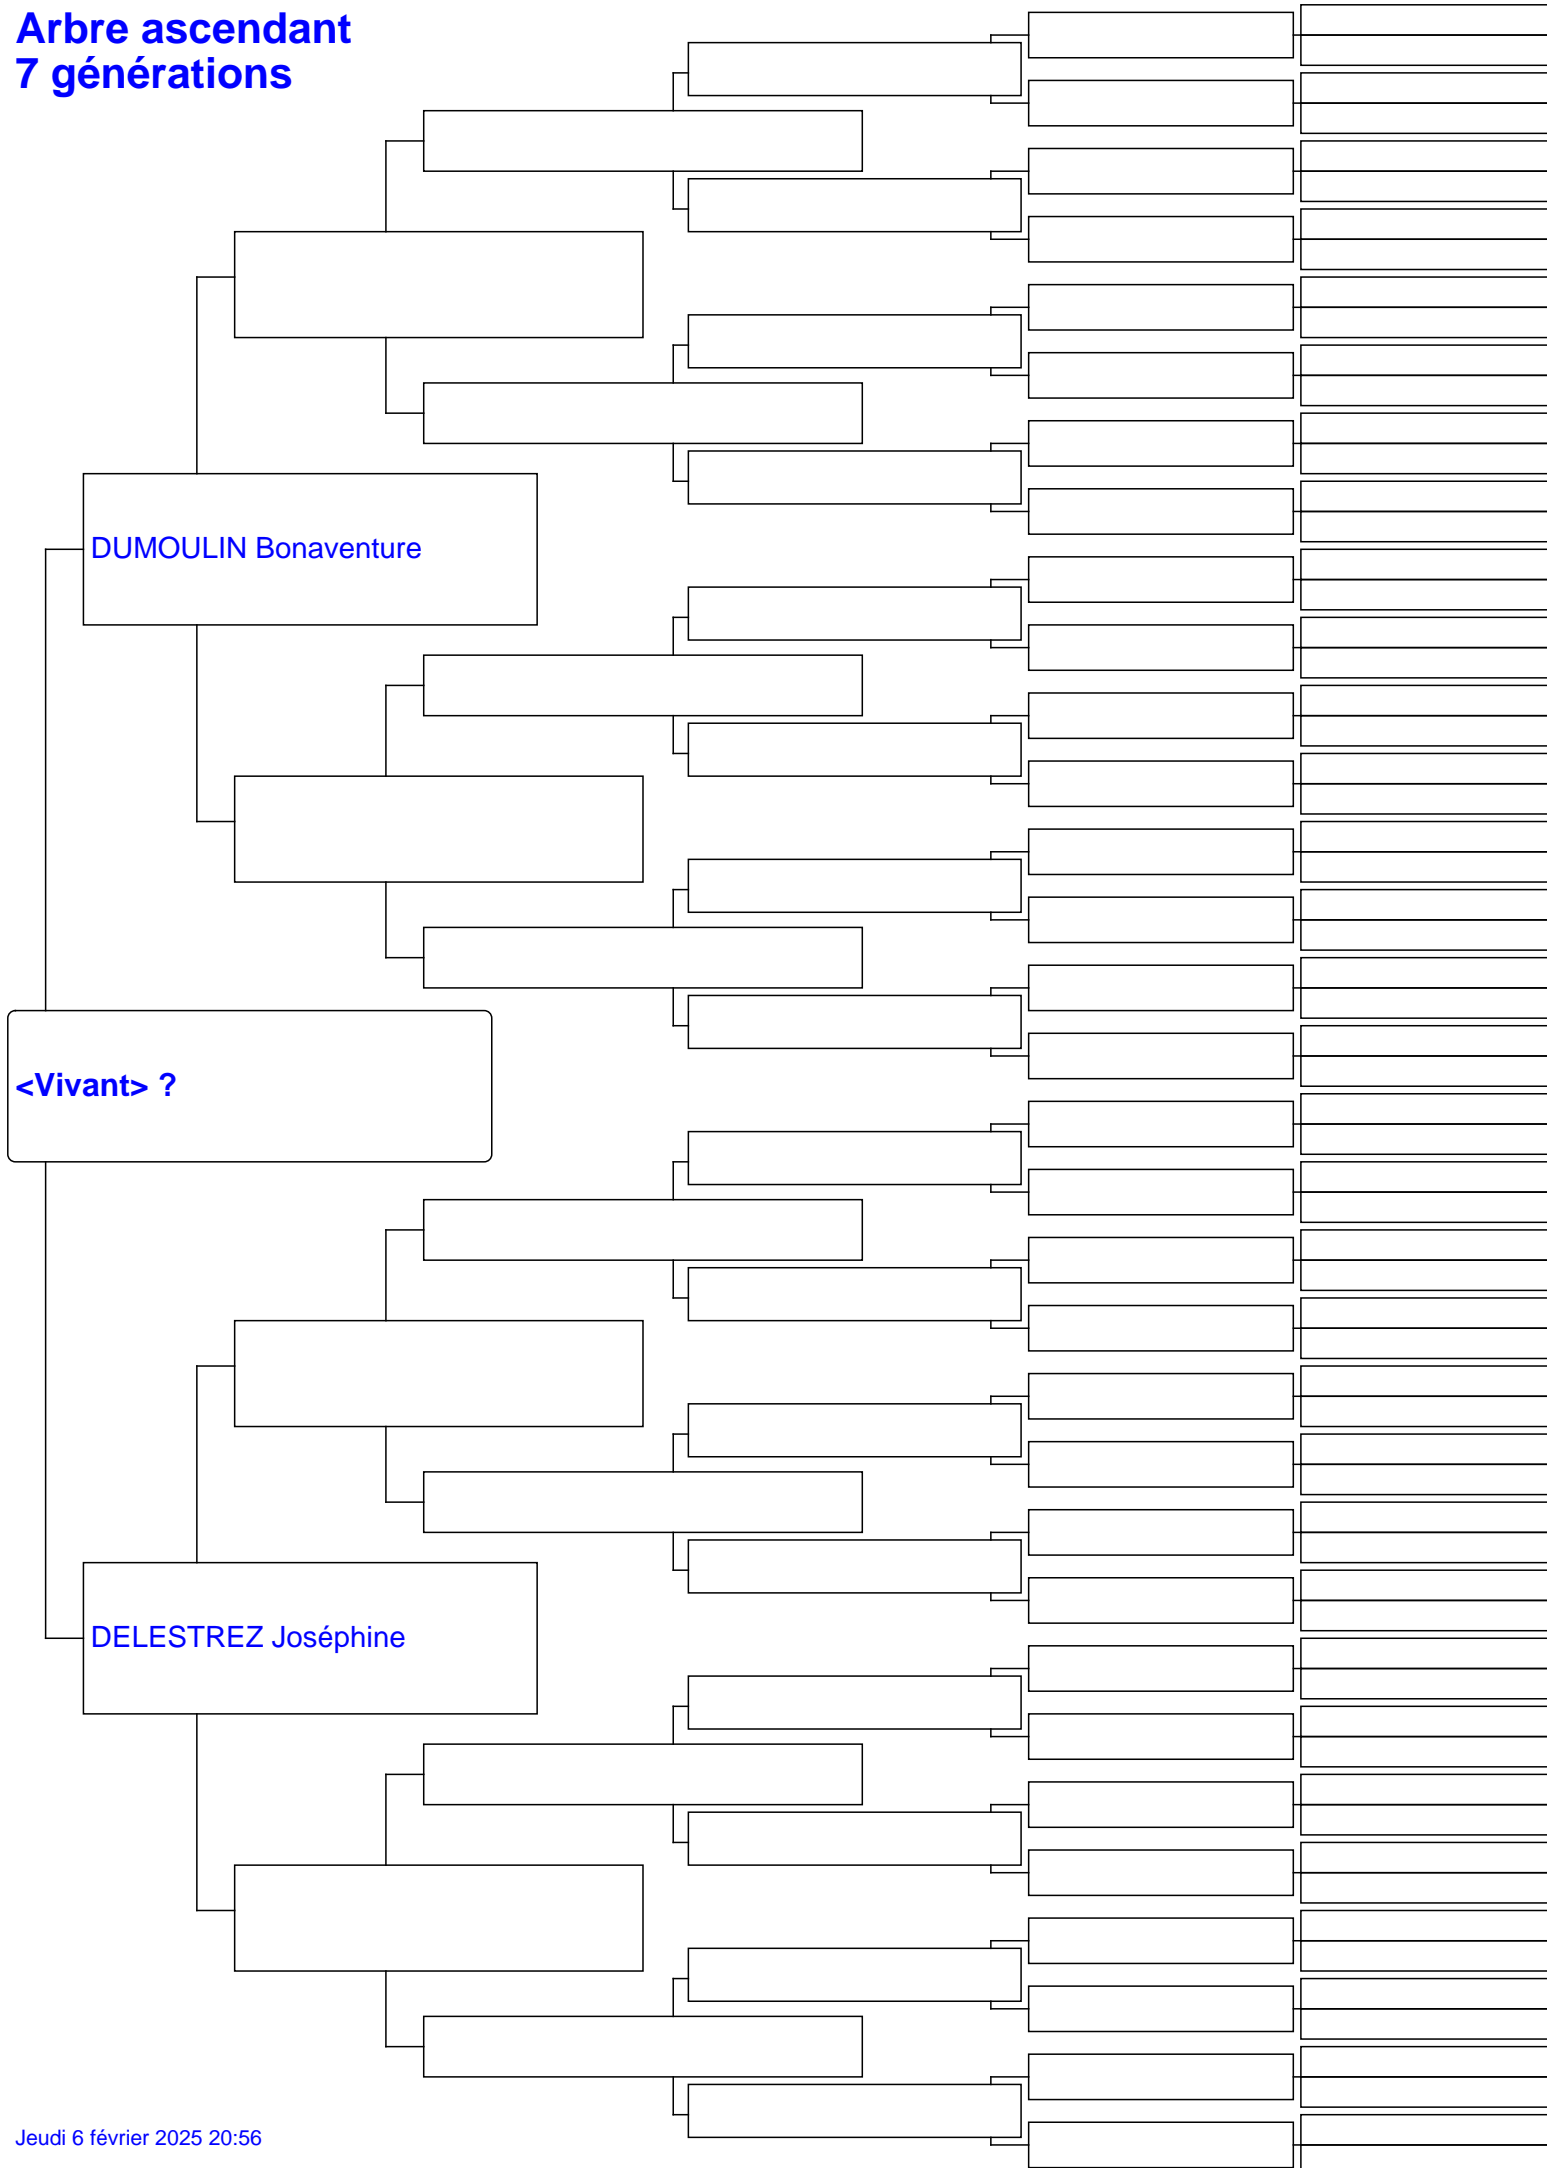 Arbre ascendant
7 générations
DUMOULIN Bonaventure
<Vivant> ?
DELESTREZ Joséphine
Jeudi 6 février 2025 20:56